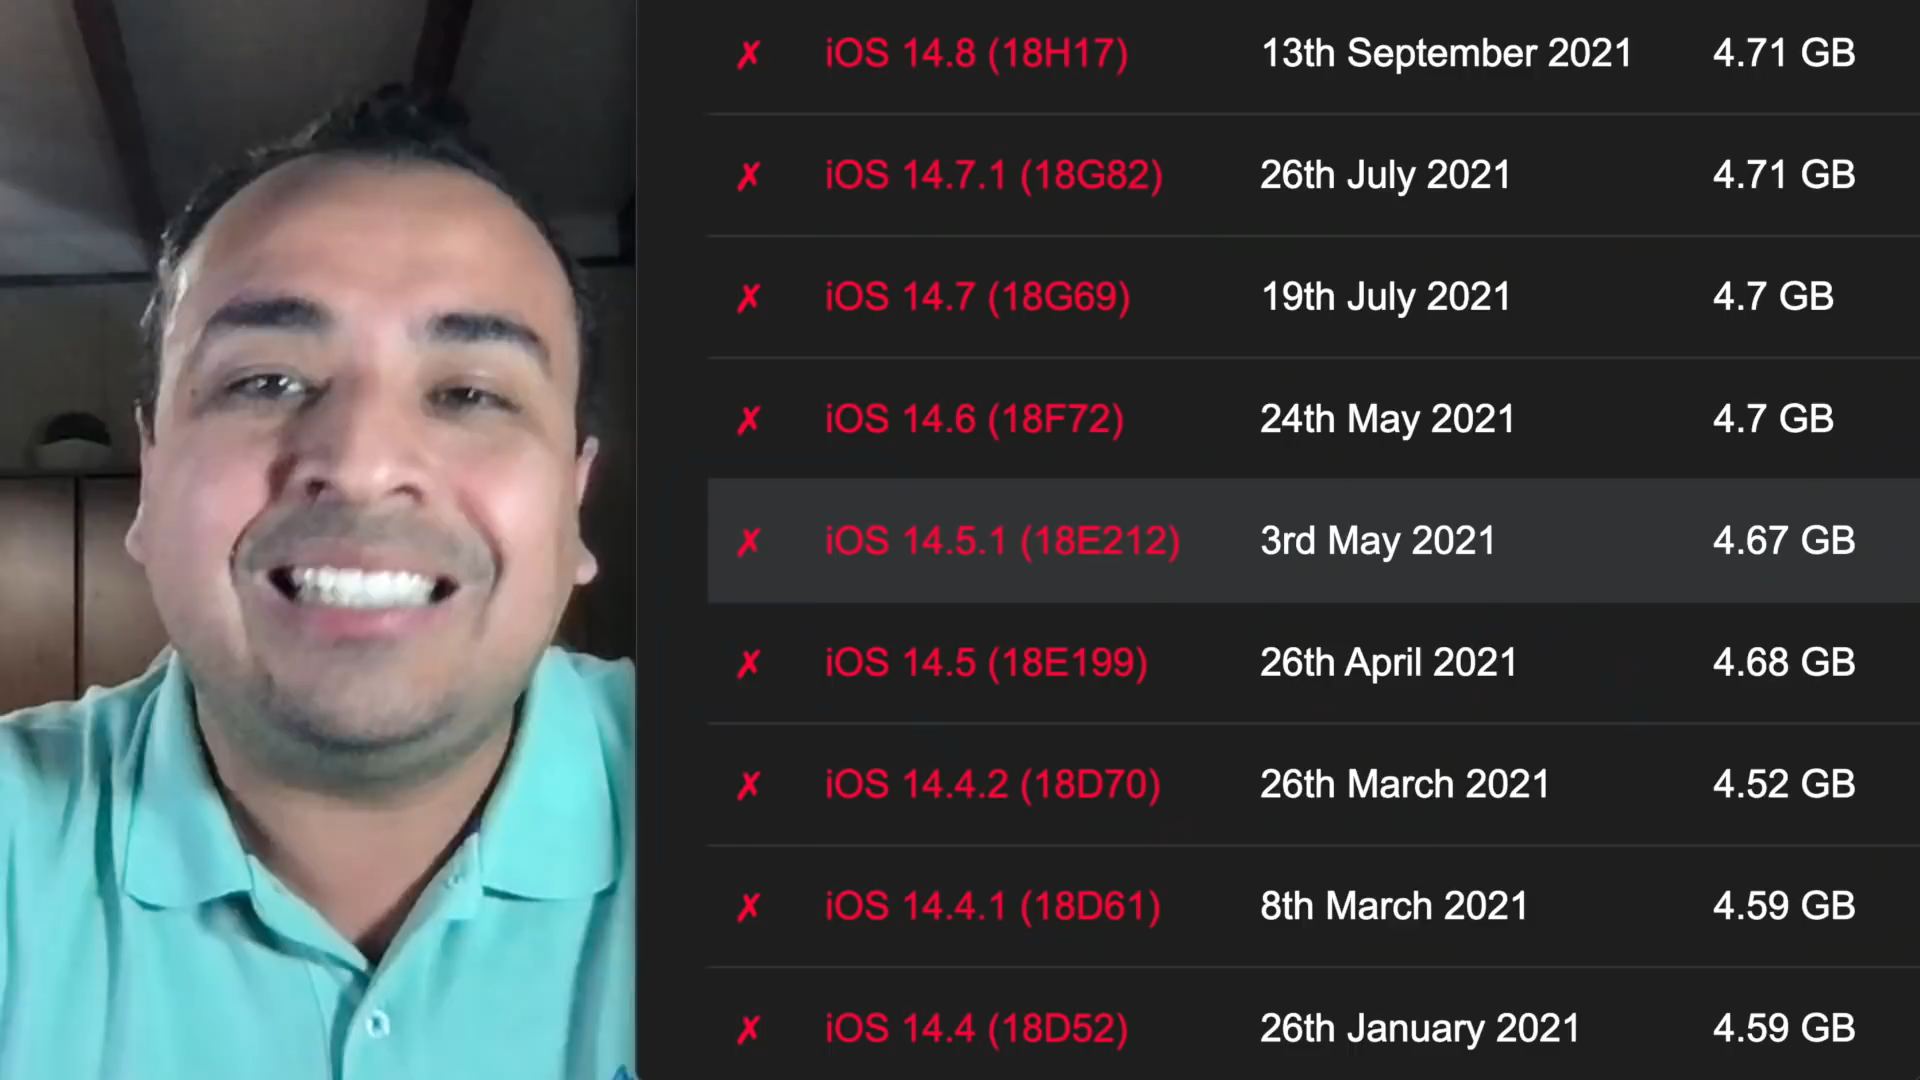 ✗ iOS 14.8 (18H17) 13th September 2021 4.71 GB
✗ iOS 14.7.1 (18G82) 26th July 2021 4.71 GB
✗ iOS 14.7 (18G69) 19th July 2021 4.7 GB
✗ iOS 14.6 (18F72) 24th May 2021 4.7 GB
✗ iOS 14.5.1 (18E212) 3rd May 2021 4.67 GB
✗ iOS 14.5 (18E199) 26th April 2021 4.68 GB
✗ iOS 14.4.2 (18D70) 26th March 2021 4.52 GB
✗ iOS 14.4.1 (18D61) 8th March 2021 4.59 GB
✗ iOS 14.4 (18D52) 26th January 2021 4.59 GB